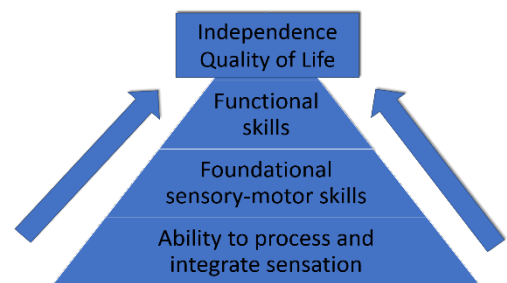 Independence
Quality of Life
Functional
skills
Foundational
sensory-motor skills
Ability to process and
integrate sensation